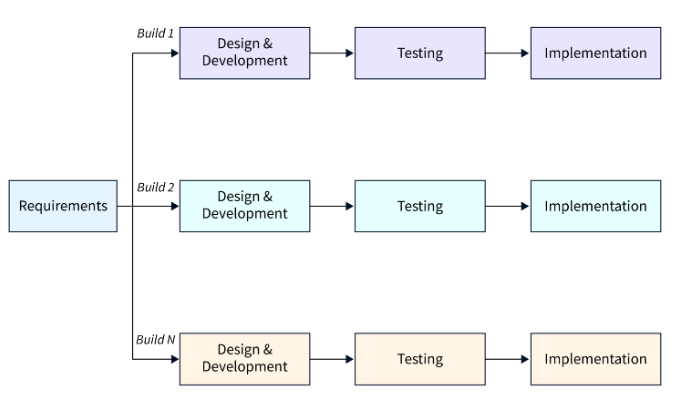 Build 1
Design &
Development
Testing
Implementation
Requirements
Build 2
Design &
Development
Testing
Implementation
Build N
Design &
Development
Testing
Implementation